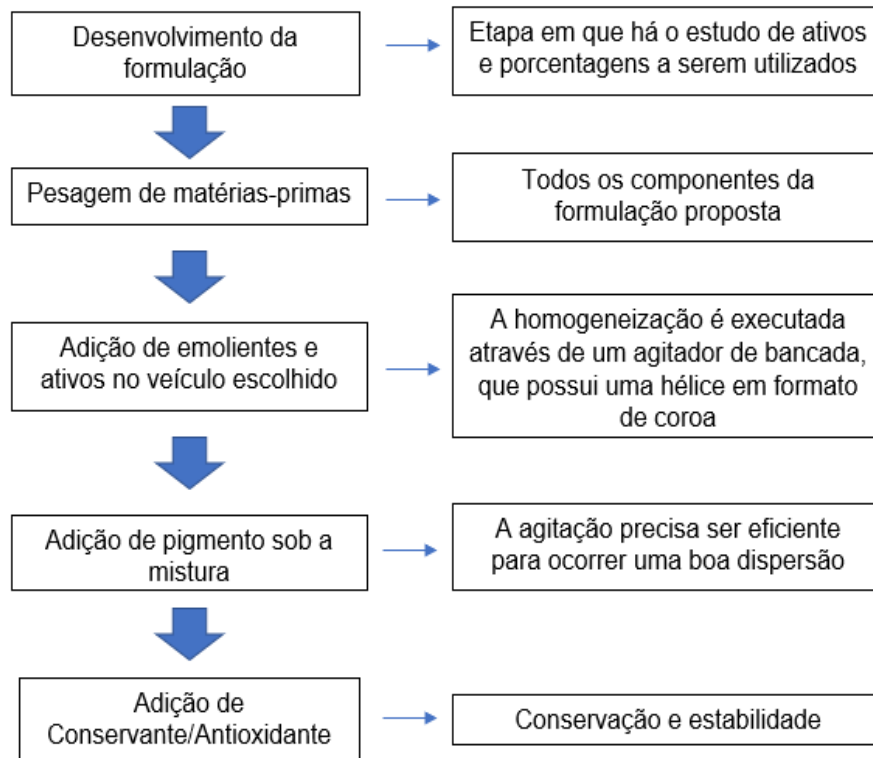 Desenvolvimento da
formulação
Etapa em que há o estudo de ativos
e porcentagens a serem utilizados
Pesagem de matérias-primas
Todos os componentes da
formulação proposta
Adição de emolientes e
ativos no veículo escolhido
A homogeneização é executada
através de um agitador de bancada,
que possui uma hélice em formato
de coroa
Adição de pigmento sob a
mistura
A agitação precisa ser eficiente
para ocorrer uma boa dispersão
Adição de
Conservante/Antioxidante
Conservação e estabilidade